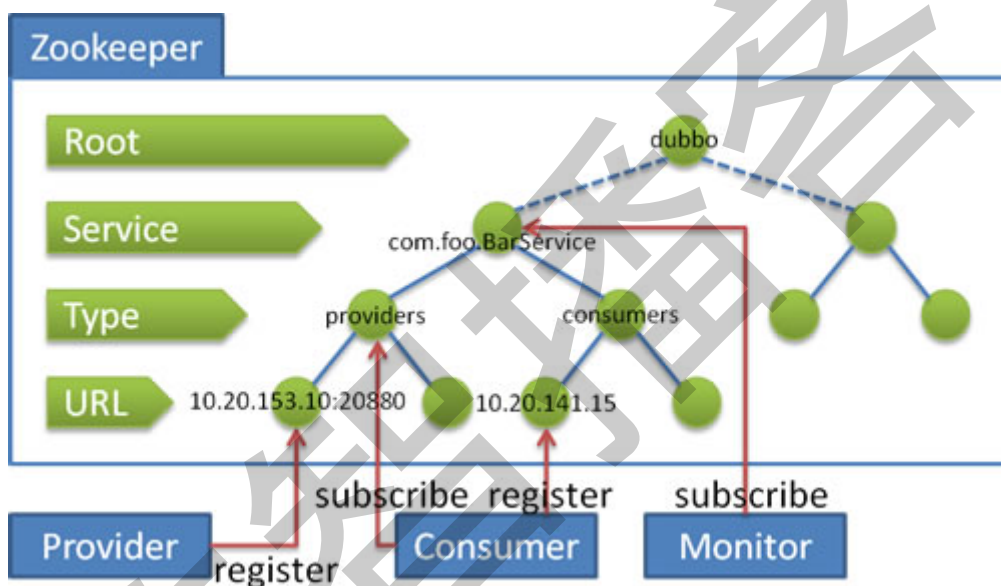 Zookeeper
Root
dubbo
Service
com.foo.BarService
Type
providers
consumers
URL
10.20.153.10:20880
10.20.141.15
subscribe
register
subscribe
Provider
Consumer
Monitor
register